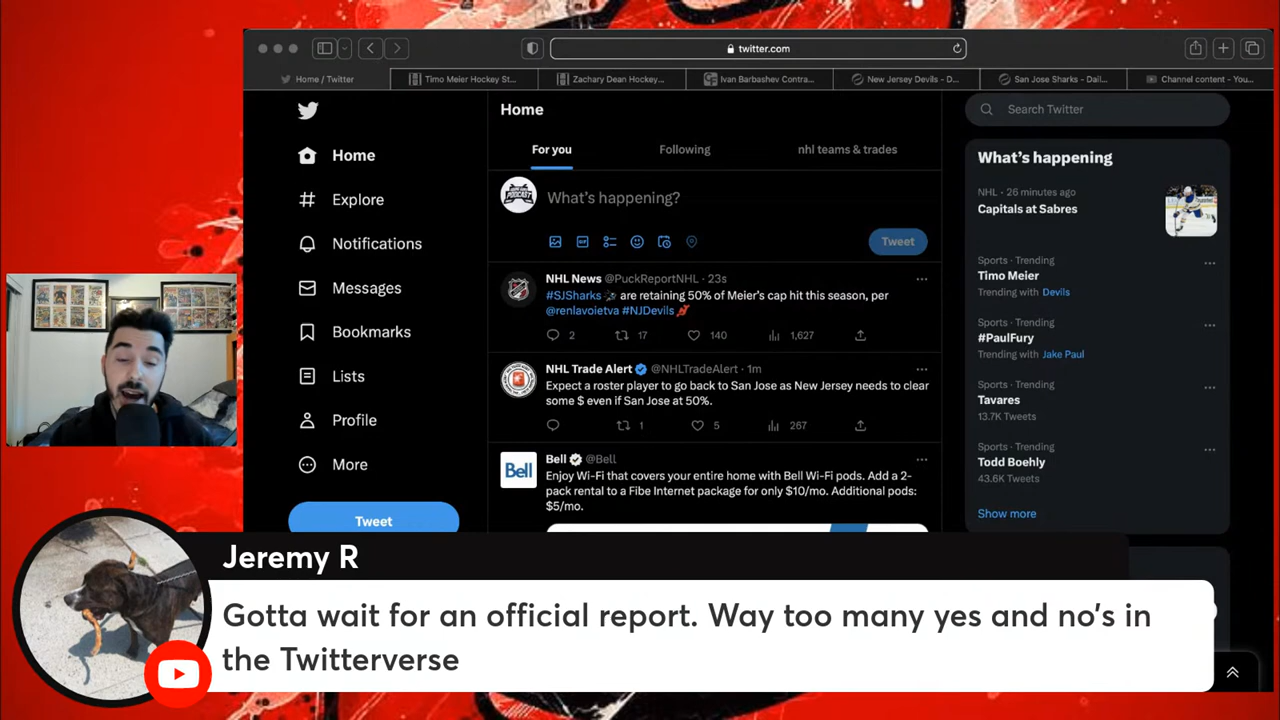 twitter.com
Home / Twitter
Timo Meier Hockey St...
Zachary Dean Hockey...
Ivan Barbashev Contra...
New Jersey Devils - D...
San Jose Sharks - Dail...
Channel content - You...
Home
Explore
Notifications
Messages
Bookmarks
Lists
Profile
More
Tweet
Home
For you
Following
nhl teams & trades
What's happening?
Tweet
NHL News @PuckReportNHL · 23s
#SJSharks are retaining 50% of Meier's cap hit this season, per
@renlavoietva #NJDevils
2
17
140
1,627
NHL Trade Alert @NHLTradeAlert · 1m
Expect a roster player to go back to San Jose as New Jersey needs to clear
some $ even if San Jose at 50%.
1
5
267
Bell @Bell
Enjoy Wi-Fi that covers your entire home with Bell Wi-Fi pods. Add a 2-
pack rental to a Fibe Internet package for only $10/mo. Additional pods:
$5/mo.
Bell
Search Twitter
What's happening
NHL · 26 minutes ago
Capitals at Sabres
Sports · Trending
Timo Meier
Trending with Devils
Sports · Trending
#PaulFury
Trending with Jake Paul
Sports · Trending
Tavares
13.7K Tweets
Sports · Trending
Todd Boehly
43.6K Tweets
Show more
Jeremy R
Gotta wait for an official report. Way too many yes and no's in
the Twitterverse